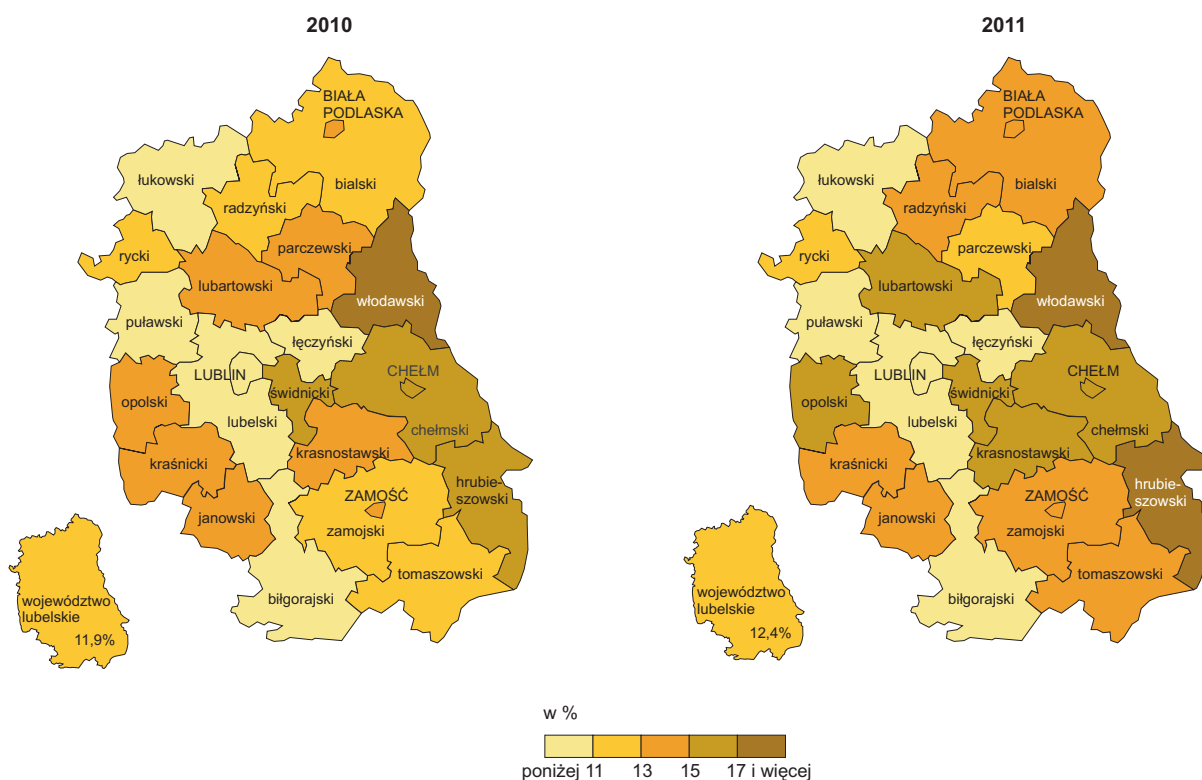 2010
BIAŁA
PODLASKA
łukowski
bialski
radzyński
rycki
parczewski
lubartowski
włodawski
puławski
łęczyński
LUBLIN
świdnicki
CHEŁM
opolski
lubelski
chełmski
kraśnicki
krasnostawski
hrubie-
szowski
ZAMOŚĆ
janowski
zamojski
tomaszowski
biłgorajski
województwo
lubelskie
11,9%
2011
BIAŁA
PODLASKA
łukowski
bialski
radzyński
parczewski
rycki
lubartowski
włodawski
puławski
łęczyński
LUBLIN
świdnicki
CHEŁM
opolski
lubelski
chełmski
kraśnicki
krasnostawski
hrubie-
szowski
ZAMOŚĆ
janowski
zamojski
tomaszowski
biłgorajski
województwo
lubelskie
12,4%
w %
poniżej 11 13 15 17 i więcej